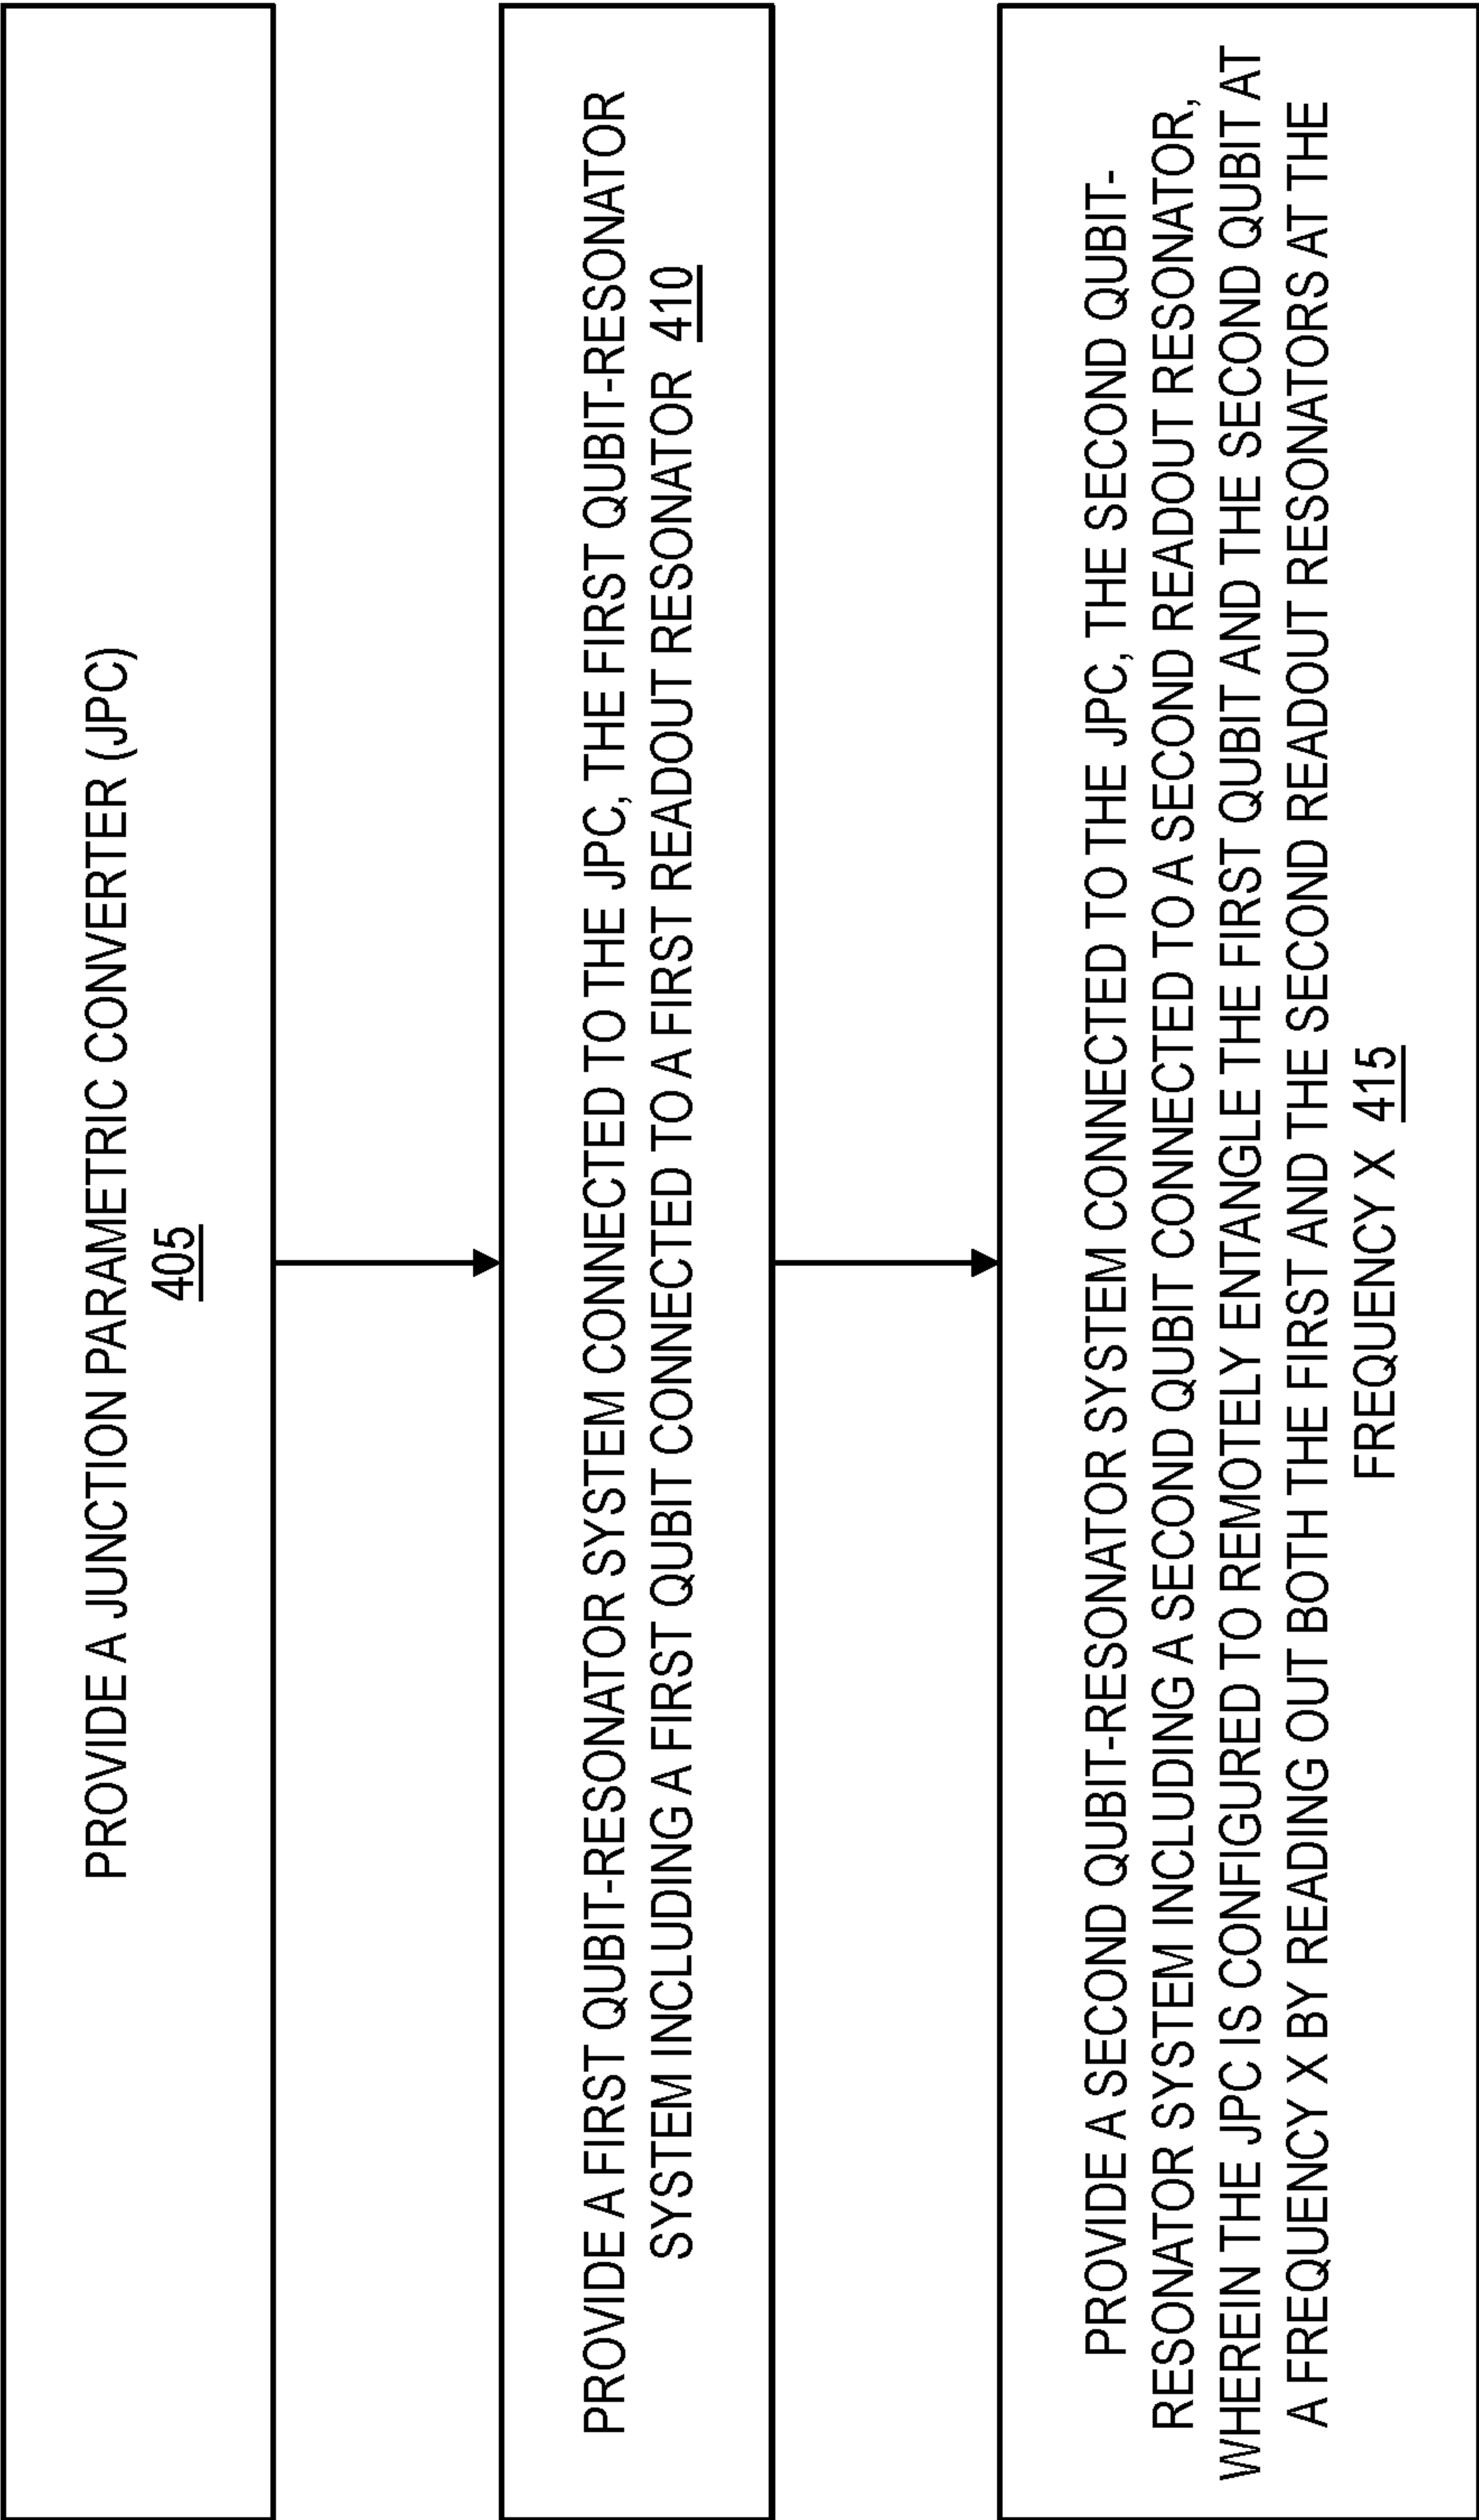 PROVIDE A JUNCTION PARAMETRIC CONVERTER (JPC)
405
PROVIDE A FIRST QUBIT-RESONATOR SYSTEM CONNECTED TO THE JPC, THE FIRST QUBIT-RESONATOR
SYSTEM INCLUDING A FIRST QUBIT CONNECTED TO A FIRST READOUT RESONATOR 410
PROVIDE A SECOND QUBIT-RESONATOR SYSTEM CONNECTED TO THE JPC, THE SECOND QUBIT-
RESONATOR SYSTEM INCLUDING A SECOND QUBIT CONNECTED TO A SECOND READOUT RESONATOR,
WHEREIN THE JPC IS CONFIGURED TO REMOTELY ENTANGLE THE FIRST QUBIT AND THE SECOND QUBIT AT
A FREQUENCY X BY READING OUT BOTH THE FIRST AND THE SECOND READOUT RESONATORS AT THE
FREQUENCY X 415